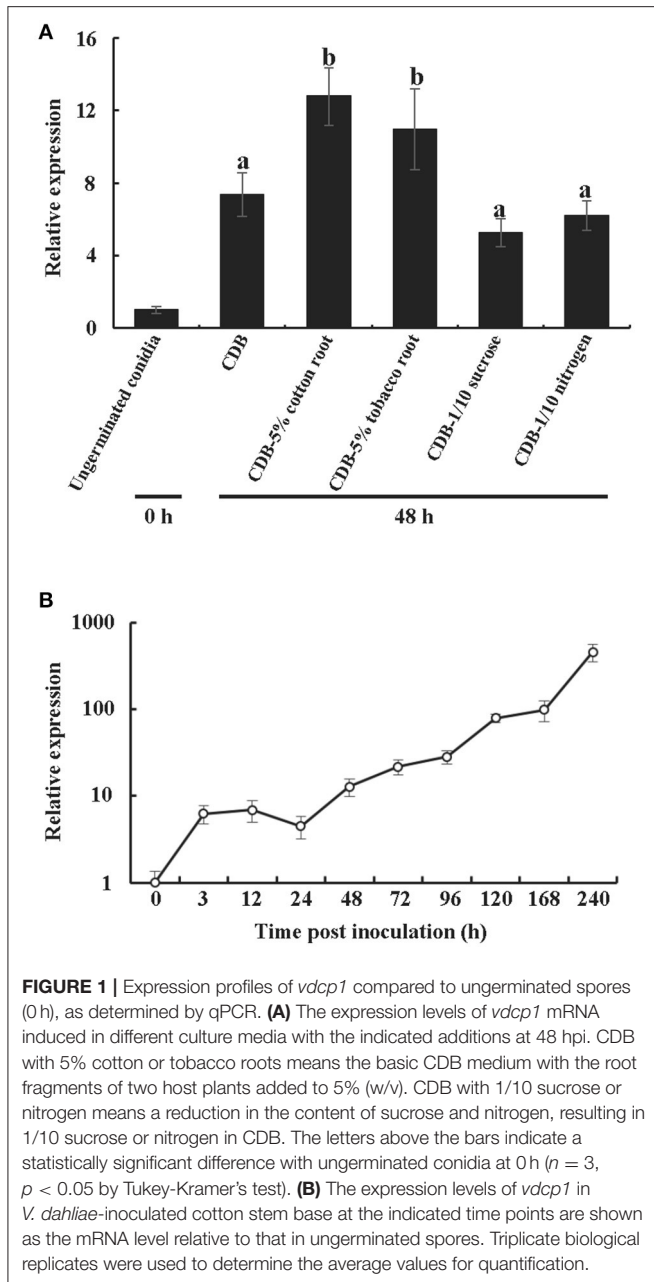 A
16
12
8
4
0
Relative expression
a
b
b
a
a
Ungerminated conidia
CDB
CDB-5% cotton root
CDB-5% tobacco root
CDB-1/10 sucrose
CDB-1/10 nitrogen
0 h
48 h
B
1000
100
10
1
Relative expression
0 3 12 24 48 72 96 120 168 240
Time post inoculation (h)
FIGURE 1 | Expression profiles of vdcp1 compared to ungerminated spores
(0 h), as determined by qPCR. (A) The expression levels of vdcp1 mRNA
induced in different culture media with the indicated additions at 48 hpi. CDB
with 5% cotton or tobacco roots means the basic CDB medium with the root
fragments of two host plants added to 5% (w/v). CDB with 1/10 sucrose or
nitrogen means a reduction in the content of sucrose and nitrogen, resulting in
1/10 sucrose or nitrogen in CDB. The letters above the bars indicate a
statistically significant difference with ungerminated conidia at 0 h (n = 3,
p < 0.05 by Tukey-Kramer's test). (B) The expression levels of vdcp1 in
V. dahliae-inoculated cotton stem base at the indicated time points are shown
as the mRNA level relative to that in ungerminated spores. Triplicate biological
replicates were used to determine the average values for quantification.